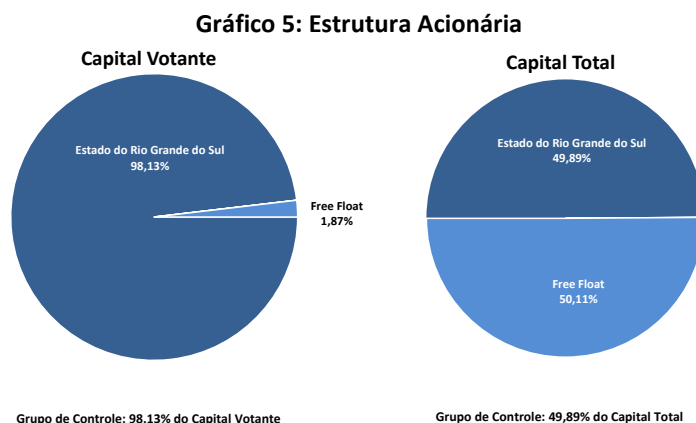 Gráfico 5: Estrutura Acionária
Capital Votante
Estado do Rio Grande do Sul
98,13%
Free Float
1,87%
Grupo de Controle: 98,13% do Capital Votante
Capital Total
Estado do Rio Grande do Sul
49,89%
Free Float
50,11%
Grupo de Controle: 49,89% do Capital Total